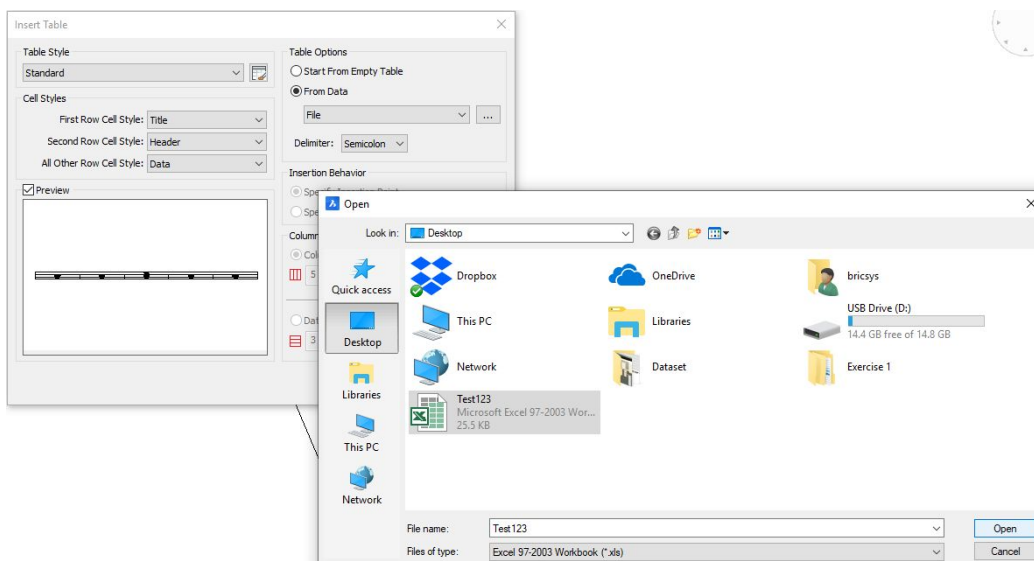 Insert Table
Table Style
Standard
Cell Styles
First Row Cell Style: Title
Second Row Cell Style: Header
All Other Row Cell Style: Data
Preview
Table Options
Start From Empty Table
From Data
File
...
Delimiter: Semicolon
Insertion Behavior
Column
5
3
Open
Look in: Desktop
Quick access
Desktop
Libraries
This PC
Network
Dropbox
OneDrive
bricsys
This PC
Libraries
USB Drive (D:)
14.4 GB free of 14.8 GB
Network
Dataset
Exercise 1
Test123
Microsoft Excel 97-2003 Wor...
25.5 KB
File name: Test123
Open
Files of type: Excel 97-2003 Workbook (*.xls)
Cancel